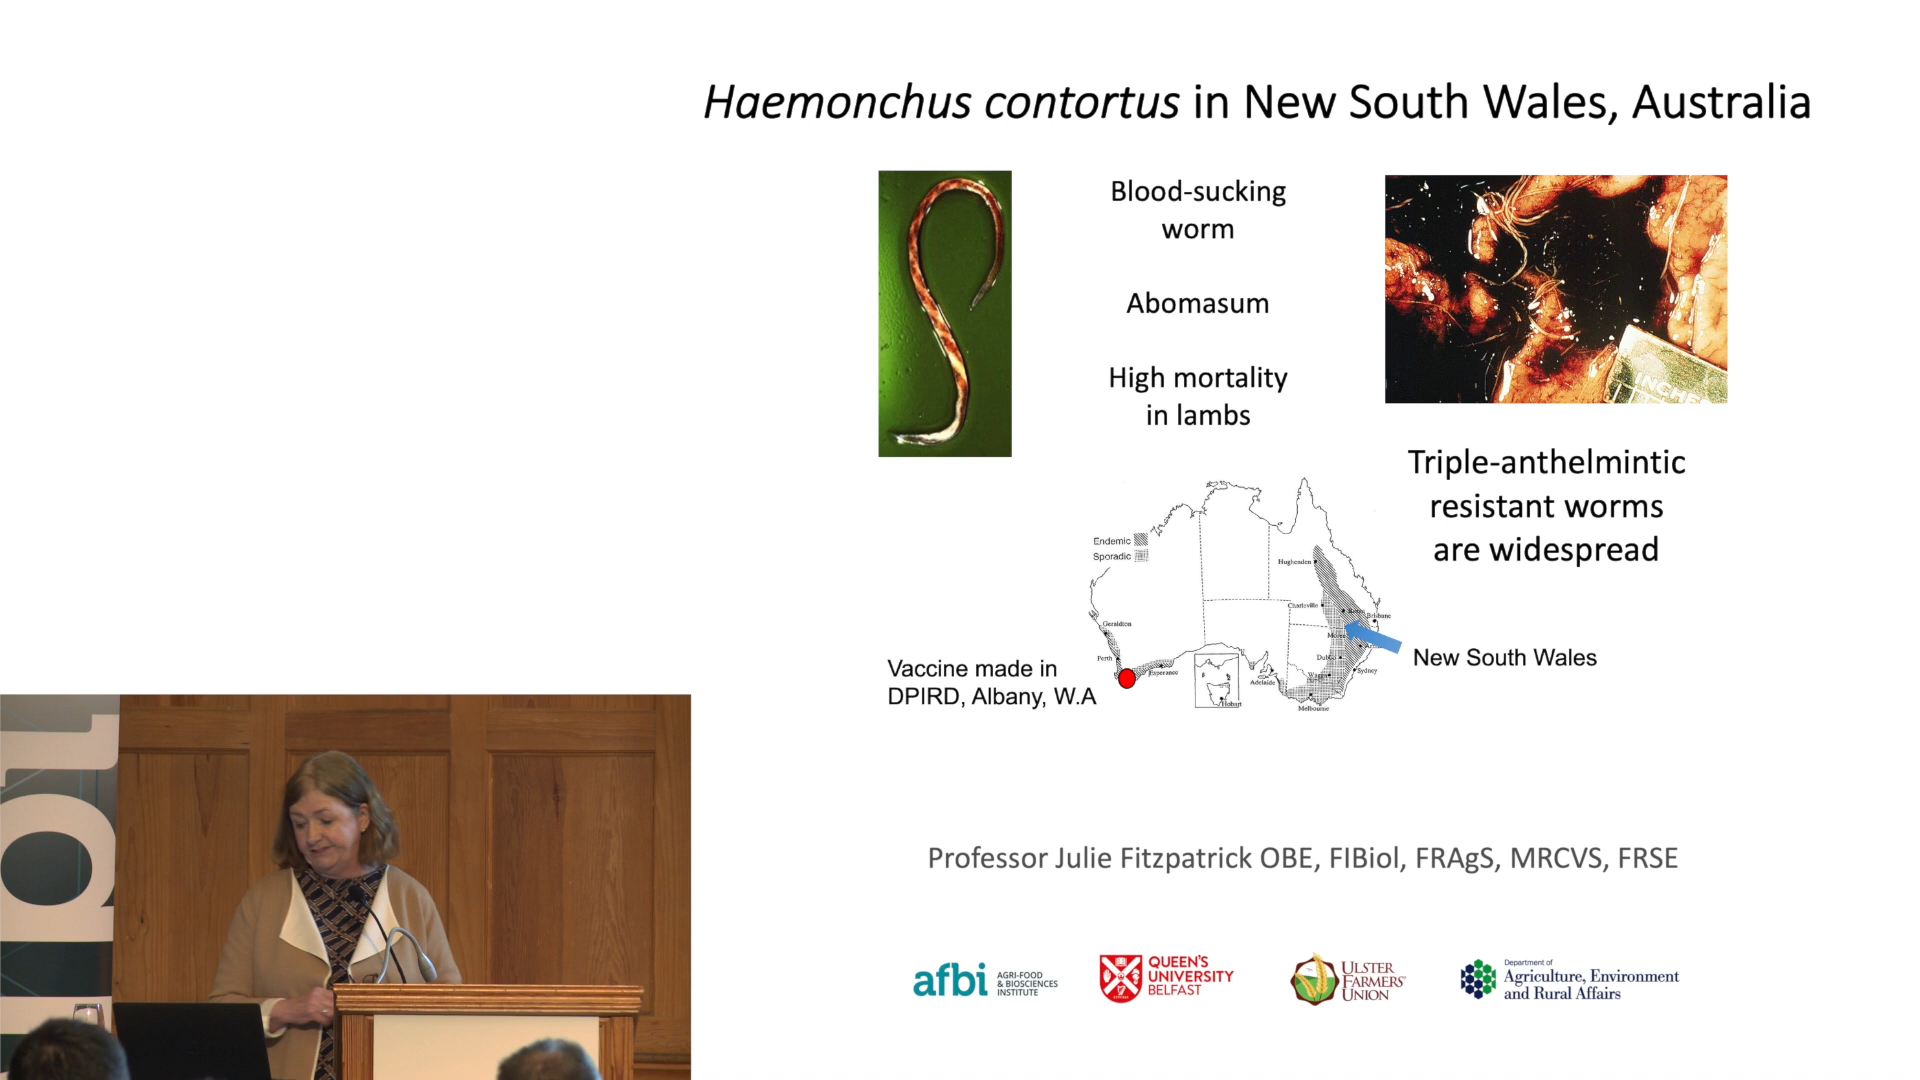 Haemonchus contortus in New South Wales, Australia
Blood-sucking
worm
Abomasum
High mortality
in lambs
INCHES
Triple-anthelmintic
resistant worms
are widespread
Endemic
Sporadic
Hughenden
Charleville
Brisbane
Geraldton
Perth
Esperance
Adelaide
Sydney
Hobart
Melbourne
New South Wales
Vaccine made in
DPIRD, Albany, W.A
Professor Julie Fitzpatrick OBE, FIBiol, FRAgS, MRCVS, FRSE
afbi AGRI-FOOD
& BIOSCIENCES
INSTITUTE
QUEEN'S
UNIVERSITY
BELFAST
ULSTER
FARMERS'
UNION
Department of
Agriculture, Environment
and Rural Affairs